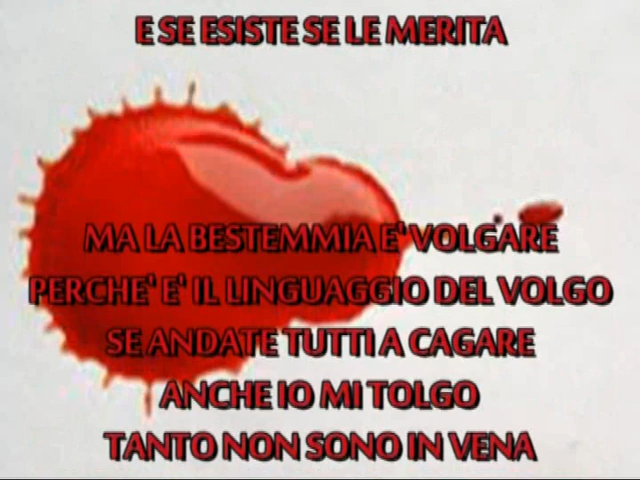 E SE ESISTE SE LE MERITA
MA LA BESTEMMIA E' VOLGARE
PERCHE' E' IL LINGUAGGIO DEL VOLGO
SE ANDATE TUTTI A CAGARE
ANCHE IO MI TOLGO
TANTO NON SONO IN VENA